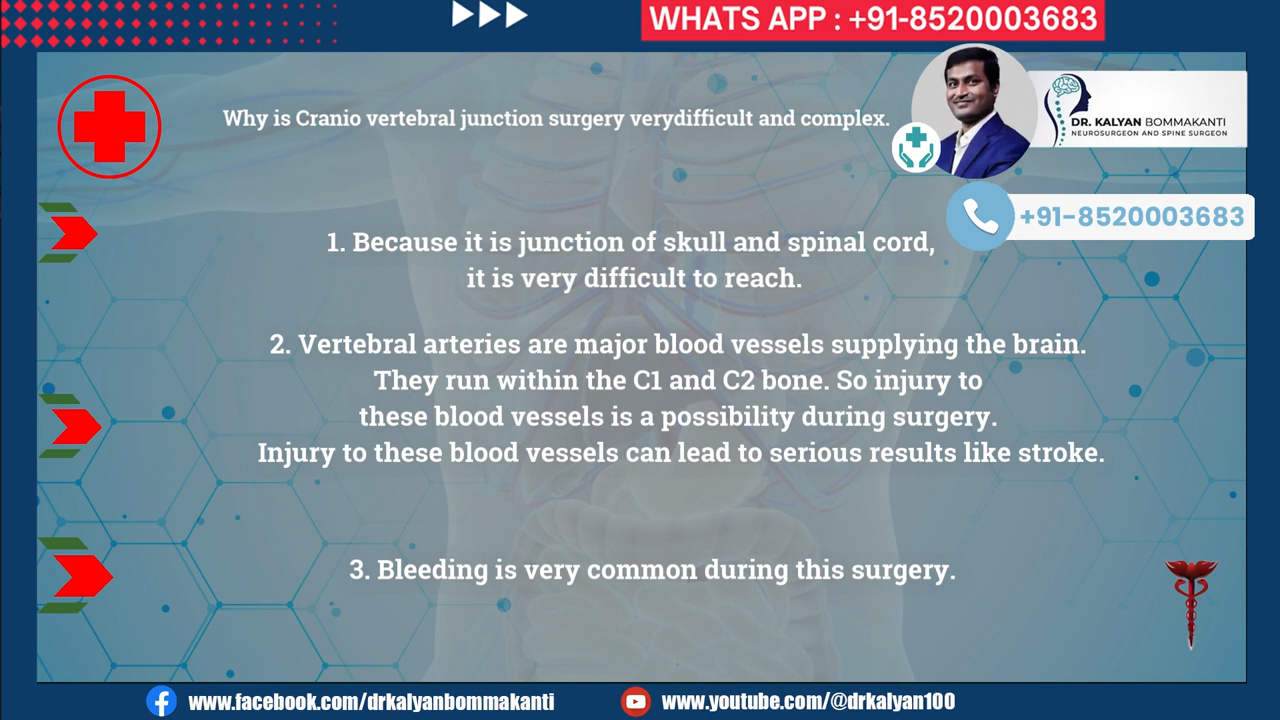 WHATS APP : +91-8520003683
Why is Cranio vertebral junction surgery verydifficult and complex.
DR. KALYAN BOMMAKANTI
NEUROSURGEON AND SPINE SURGEON
+91-8520003683
1. Because it is junction of skull and spinal cord,
it is very difficult to reach.
2. Vertebral arteries are major blood vessels supplying the brain.
They run within the C1 and C2 bone. So injury to
these blood vessels is a possibility during surgery.
Injury to these blood vessels can lead to serious results like stroke.
3. Bleeding is very common during this surgery.
www.facebook.com/drkalyanbommakanti
www.youtube.com/@drkalyan100